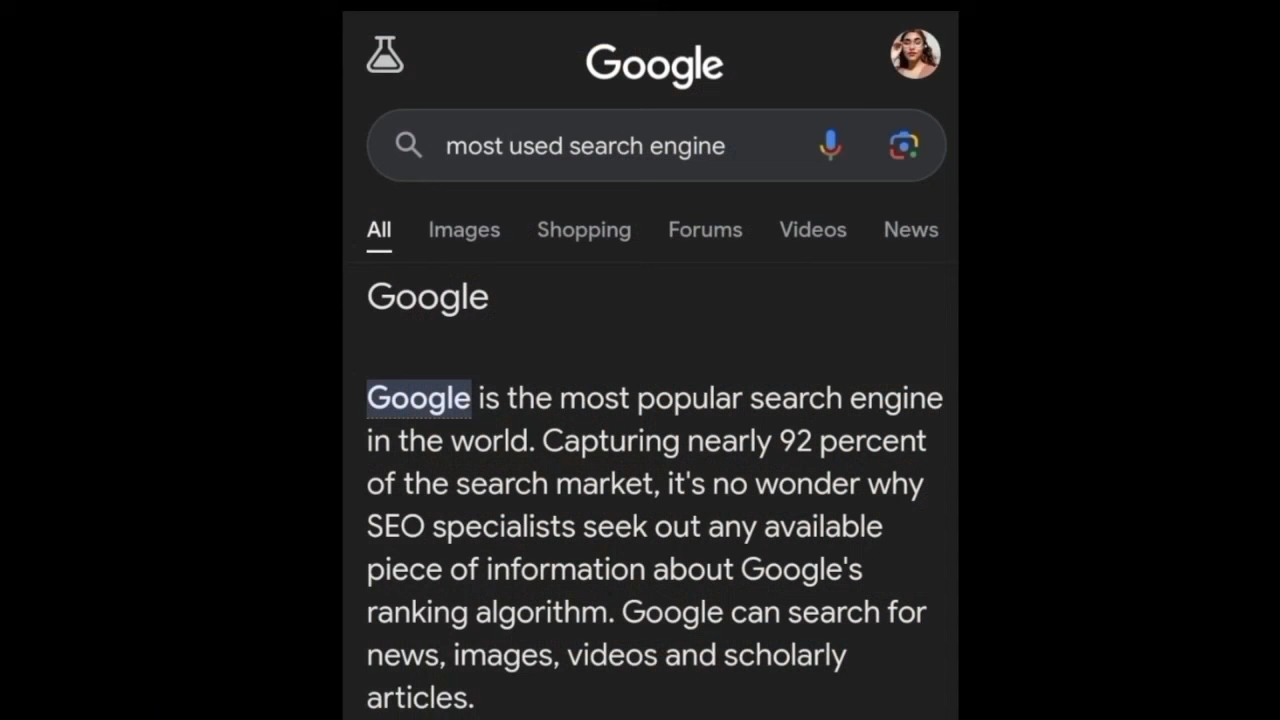 Google
most used search engine
All Images Shopping Forums Videos News
Google
Google is the most popular search engine
in the world. Capturing nearly 92 percent
of the search market, it's no wonder why
SEO specialists seek out any available
piece of information about Google's
ranking algorithm. Google can search for
news, images, videos and scholarly
articles.